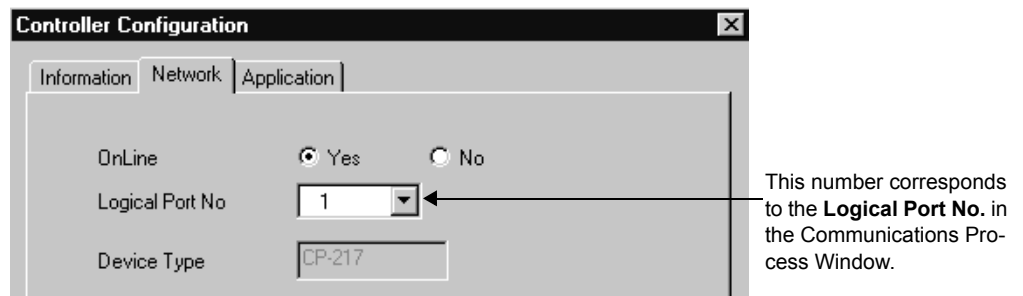 Controller Configuration
Information Network Application
OnLine Yes No
Logical Port No 1
Device Type CP-217
This number corresponds
to the Logical Port No. in
the Communications Pro-
cess Window.